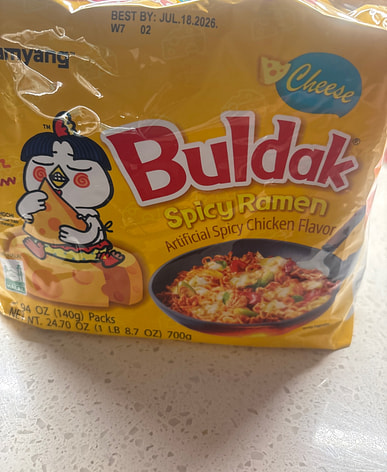 BEST BY: JUL.18.2026.
W7 02
amyang™
Cheese
Buldak®
Spicy Ramen
Artificial Spicy Chicken Flavor
94 OZ (140g) Packs
NET WT. 24.70 OZ (1 LB 8.7 OZ) 700g